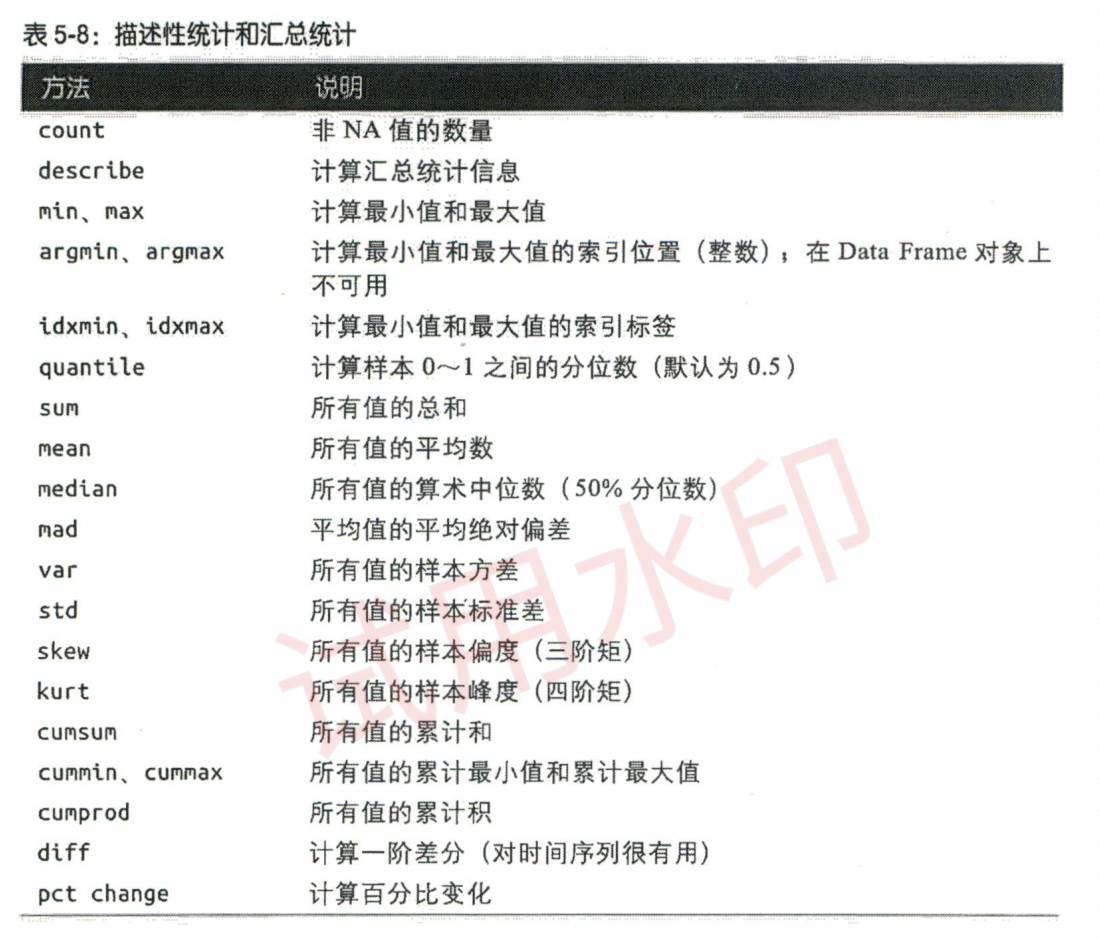 表 5-8：描述性统计和汇总统计
方法 说明
count 非 NA 值的数量
describe 计算汇总统计信息
min、max 计算最小值和最大值
argmin、argmax 计算最小值和最大值的索引位置（整数）；在 Data Frame 对象上
不可用
idxmin、idxmax 计算最小值和最大值的索引标签
quantile 计算样本 0～1 之间的分位数（默认为 0.5）
sum 所有值的总和
mean 所有值的平均数
median 所有值的算术中位数（50% 分位数）
mad 平均值的平均绝对偏差
var 所有值的样本方差
std 所有值的样本标准差
skew 所有值的样本偏度（三阶矩）
kurt 所有值的样本峰度（四阶矩）
cumsum 所有值的累计和
cummin、cummax 所有值的累计最小值和累计最大值
cumprod 所有值的累计积
diff 计算一阶差分（对时间序列很有用）
pct change 计算百分比变化
试用水印